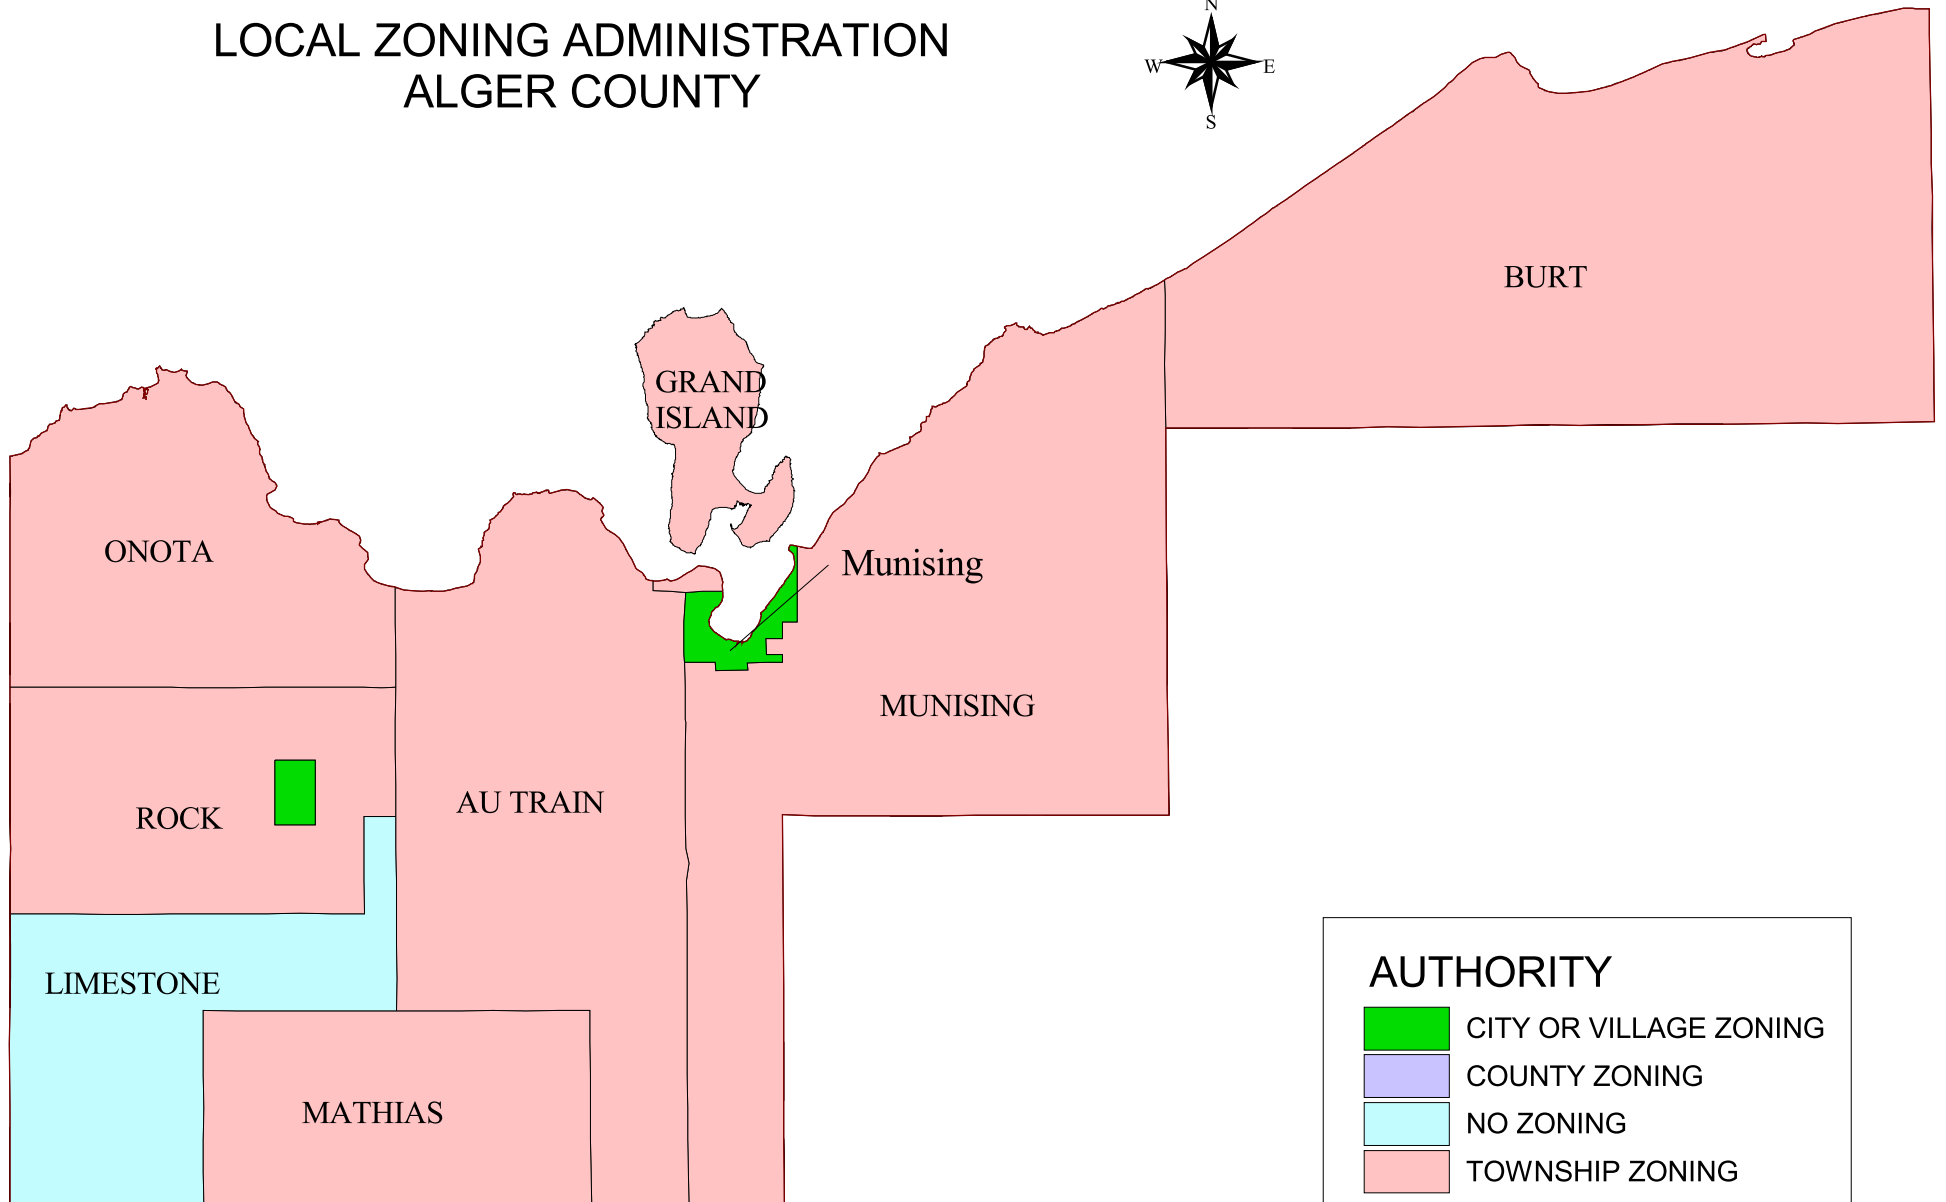 LOCAL ZONING ADMINISTRATION
ALGER COUNTY
N
W
E
S
BURT
GRAND
ISLAND
ONOTA
Munising
MUNISING
AU TRAIN
ROCK
LIMESTONE
MATHIAS
AUTHORITY
CITY OR VILLAGE ZONING
COUNTY ZONING
NO ZONING
TOWNSHIP ZONING